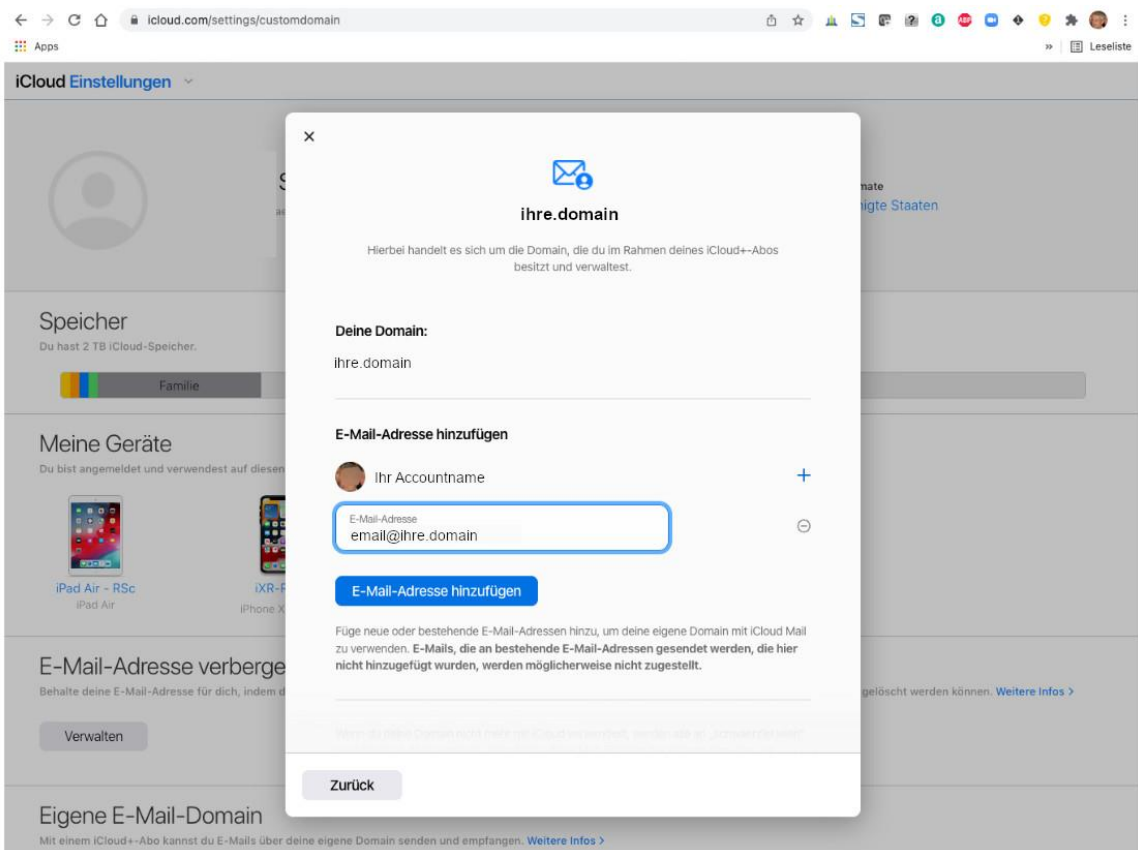 icloud.com/settings/customdomain
Apps
»
Leseliste
iCloud Einstellungen
mate
nigte Staaten
Speicher
Du hast 2 TB iCloud-Speicher.
Familie
Meine Geräte
Du bist angemeldet und verwendest auf diesen
iPad Air - RSc
iPad Air
iXR-R
iPhone X
E-Mail-Adresse verberge
Behalte deine E-Mail-Adresse für dich, indem d
gelöscht werden können. Weitere Infos >
Verwalten
Eigene E-Mail-Domain
Mit einem iCloud+-Abo kannst du E-Mails über deine eigene Domain senden und empfangen. Weitere Infos >
ihre.domain
Hierbei handelt es sich um die Domain, die du im Rahmen deines iCloud+-Abos
besitzt und verwaltest.
Deine Domain:
ihre.domain
E-Mail-Adresse hinzufügen
Ihr Accountname
E-Mail-Adresse
email@ihre.domain
E-Mail-Adresse hinzufügen
Füge neue oder bestehende E-Mail-Adressen hinzu, um deine eigene Domain mit iCloud Mail
zu verwenden. E-Mails, die an bestehende E-Mail-Adressen gesendet werden, die hier
nicht hinzugefügt wurden, werden möglicherweise nicht zugestellt.
Zurück